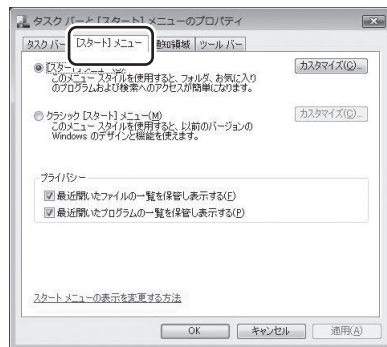 タスク バーと [スタート] メニューのプロパティ
タスク バー [スタート] メニュー 通知領域 ツール バー
カスタマイズ(C)...
このメニュー スタイルを使用すると、フォルダ、お気に入り
のプログラムおよび検索へのアクセスが簡単になります。
クラシック [スタート] メニュー(M)
カスタマイズ(C)...
このメニュー スタイルを使用すると、以前のバージョンの
Windows のデザインと機能を使えます。
プライバシー
最近開いたファイルの一覧を保管し表示する(F)
最近開いたプログラムの一覧を保管し表示する(P)
スタート メニューの表示を変更する方法
OK キャンセル 適用(A)